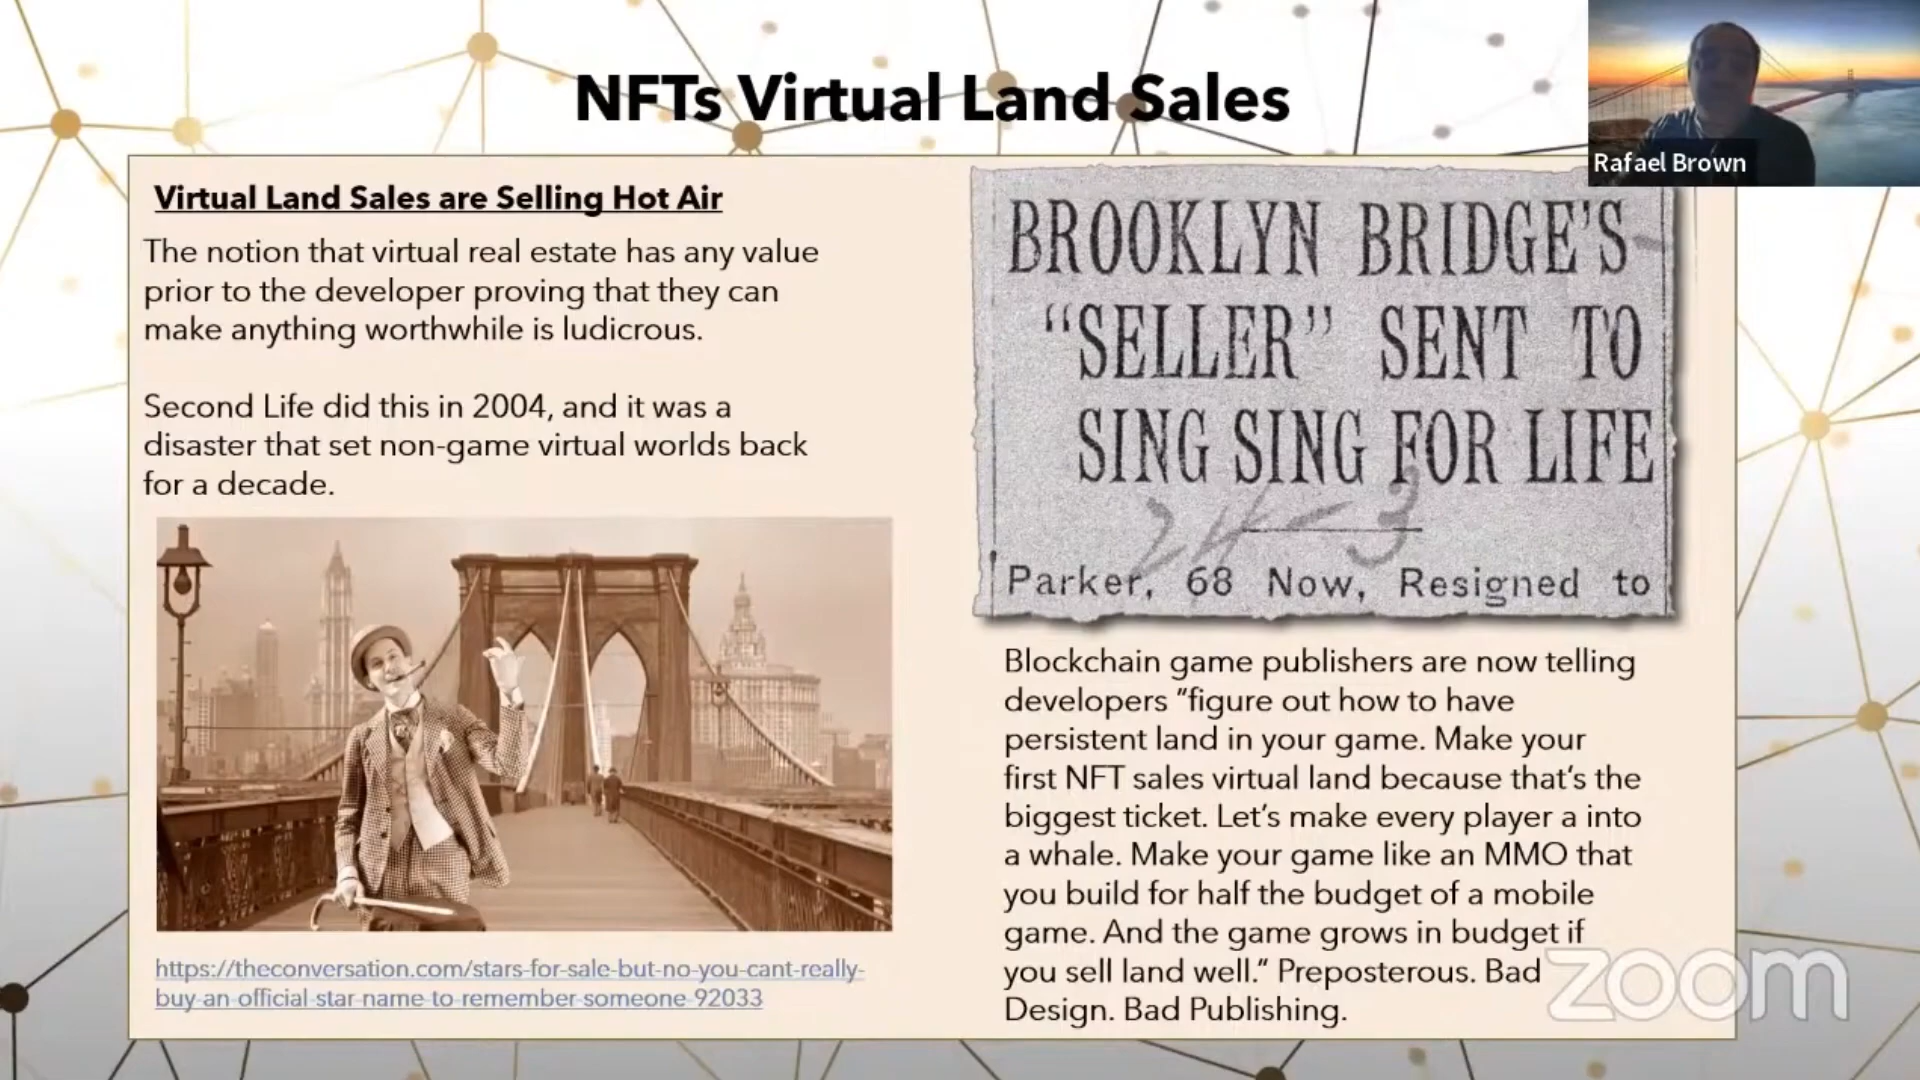 NFTs Virtual Land Sales
Rafael Brown
Virtual Land Sales are Selling Hot Air
The notion that virtual real estate has any value
prior to the developer proving that they can
make anything worthwhile is ludicrous.
Second Life did this in 2004, and it was a
disaster that set non-game virtual worlds back
for a decade.
https://theconversation.com/stars-for-sale-but-no-you-cant-really-
buy-an-official-star-name-to-remember-someone-92033
BROOKLYN BRIDGE'S
“SELLER” SENT TO
SING SING FOR LIFE
24-3
Parker, 68 Now, Resigned to
Blockchain game publishers are now telling
developers “figure out how to have
persistent land in your game. Make your
first NFT sales virtual land because that’s the
biggest ticket. Let’s make every player a into
a whale. Make your game like an MMO that
you build for half the budget of a mobile
game. And the game grows in budget if
you sell land well.” Preposterous. Bad
Design. Bad Publishing.
zoom